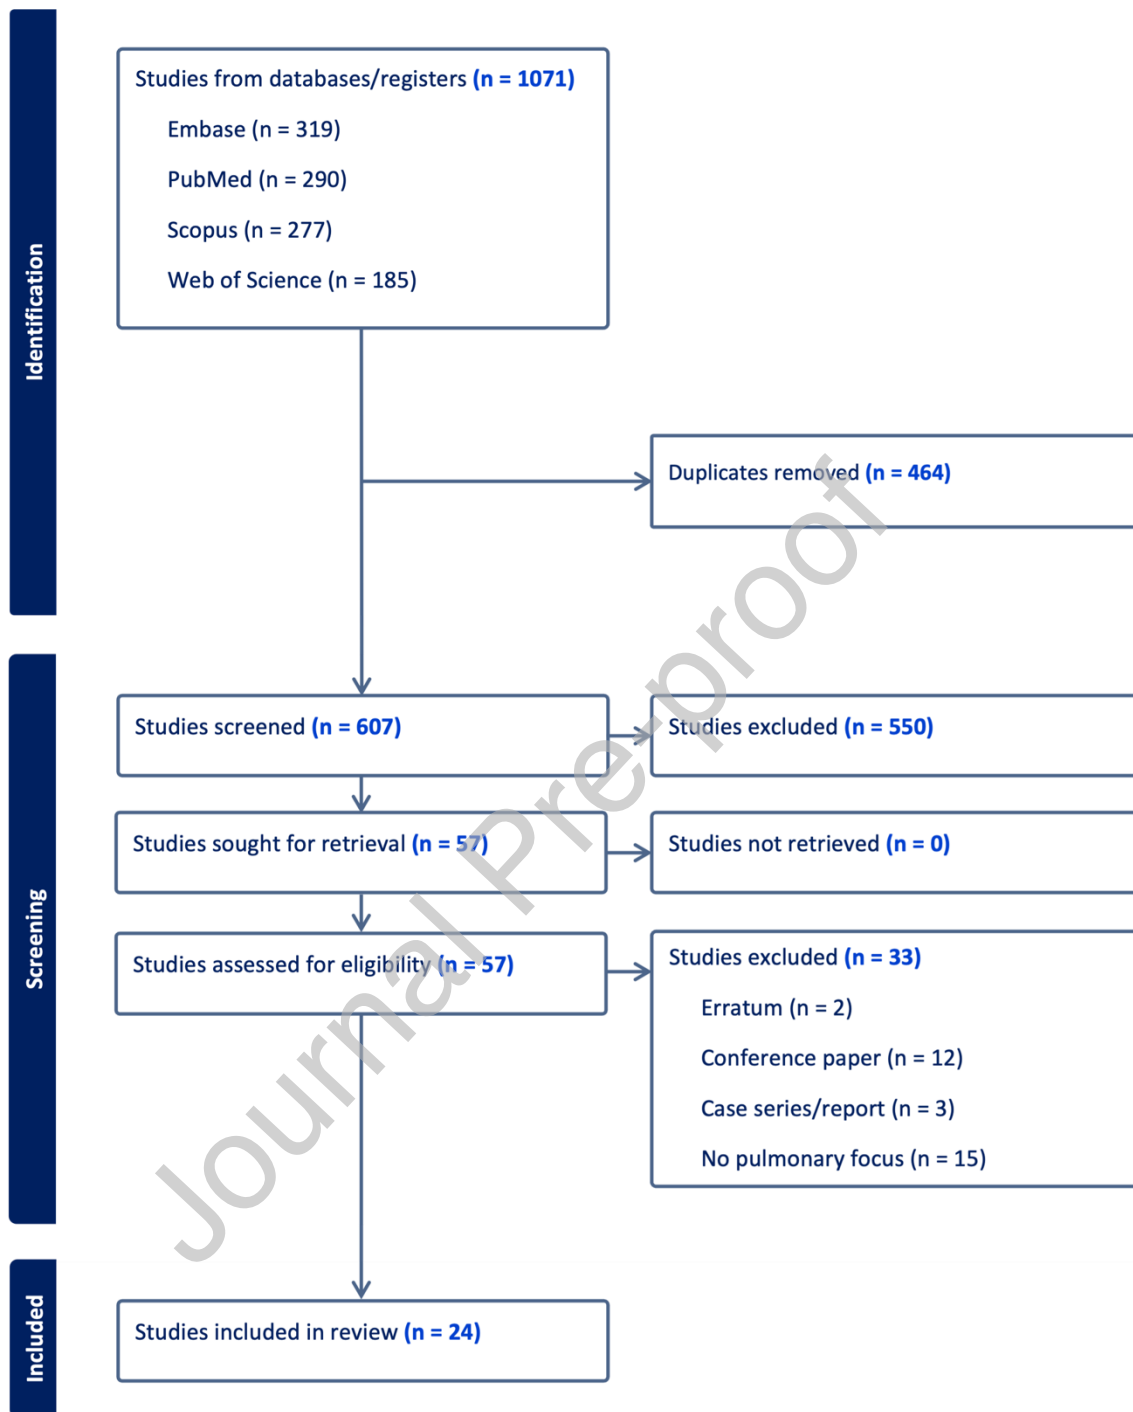 Identification
Studies from databases/registers (n = 1071)
Embase (n = 319)
PubMed (n = 290)
Scopus (n = 277)
Web of Science (n = 185)
Duplicates removed (n = 464)
Screening
Studies screened (n = 607)
Studies excluded (n = 550)
Studies sought for retrieval (n = 57)
Studies not retrieved (n = 0)
Studies assessed for eligibility (n = 57)
Studies excluded (n = 33)
Erratum (n = 2)
Conference paper (n = 12)
Case series/report (n = 3)
No pulmonary focus (n = 15)
Included
Studies included in review (n = 24)
Journal Pre-proof